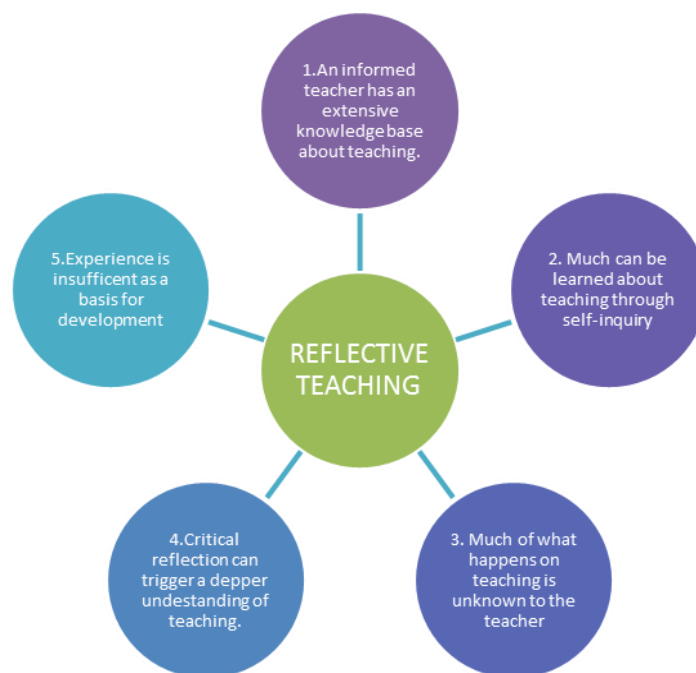 1.An informed
teacher has an
extensive
knowledge base
about teaching.
2. Much can be
learned about
teaching through
self-inquiry
3. Much of what
happens on
teaching is
unknown to the
teacher
4.Critical
reflection can
trigger a depper
undestanding of
teaching.
5.Experience is
insufficent as a
basis for
development
REFLECTIVE
TEACHING